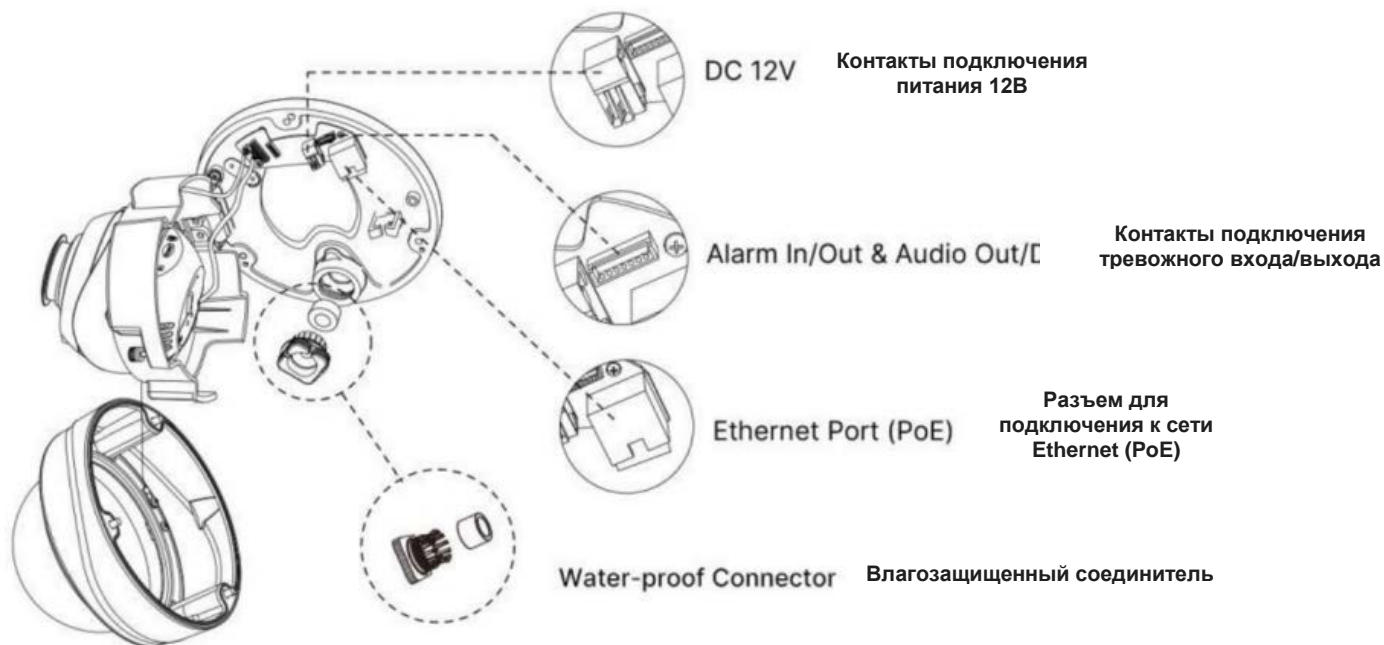 DC 12V
Контакты подключения
питания 12В
Alarm In/Out & Audio Out/
Контакты подключения
тревожного входа/выхода
Ethernet Port (PoE)
Разъем для
подключения к сети
Ethernet (PoE)
Water-proof Connector
Влагозащищенный соединитель